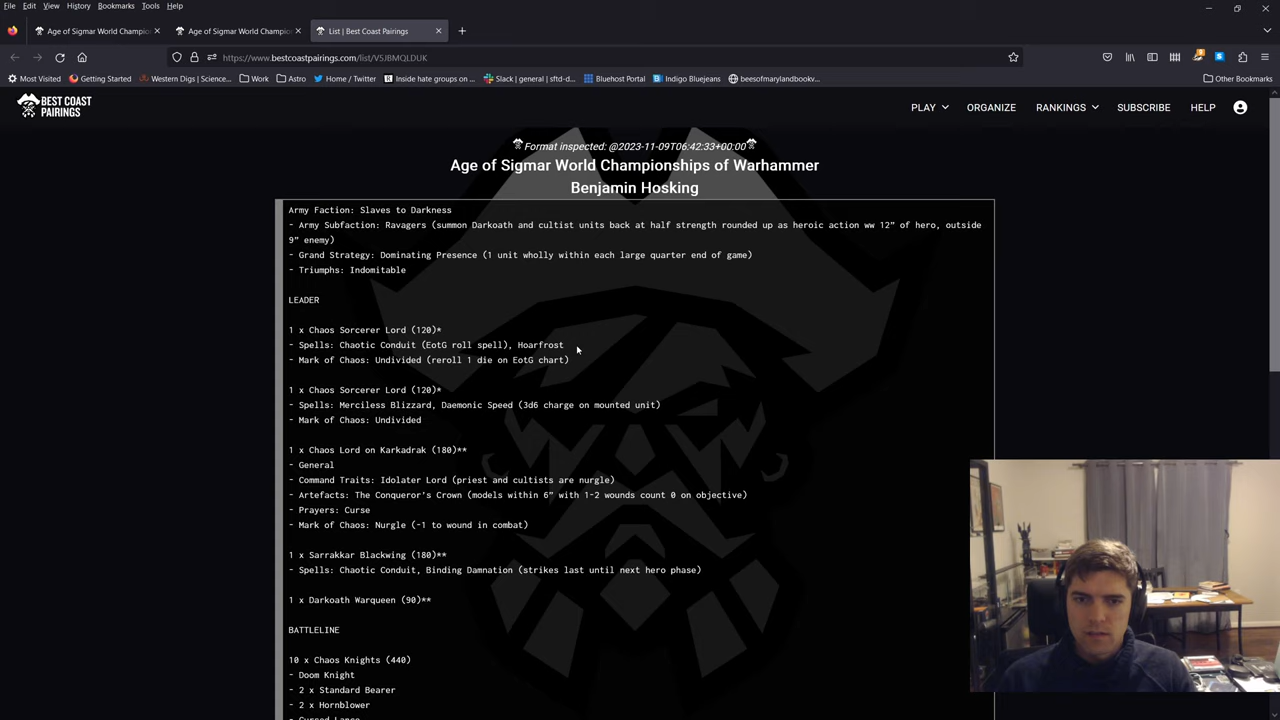 File Edit View History Bookmarks Tools Help
Age of Sigmar World Champion
Age of Sigmar World Champion
List | Best Coast Pairings
https://www.bestcoastpairings.com/list/V5JBMQLDUK
Most Visited Getting Started Western Digs | Science... Work Astro Home / Twitter Inside hate groups on ... Slack | general | sftd-d... Bluehost Portal Indigo Bluejeans beesofmarylandbookv... Other Bookmarks
BEST COAST
PAIRINGS
PLAY ORGANIZE RANKINGS SUBSCRIBE HELP
Format inspected: @2023-11-09T06:42:33+00:00
Age of Sigmar World Championships of Warhammer
Benjamin Hosking
Army Faction: Slaves to Darkness
- Army Subfaction: Ravagers (summon Darkoath and cultist units back at half strength rounded up as heroic action ww 12” of hero, outside
9” enemy)
- Grand Strategy: Dominating Presence (1 unit wholly within each large quarter end of game)
- Triumphs: Indomitable
LEADER
1 x Chaos Sorcerer Lord (120)*
- Spells: Chaotic Conduit (EotG roll spell), Hoarfrost
- Mark of Chaos: Undivided (reroll 1 die on EotG chart)
1 x Chaos Sorcerer Lord (120)*
- Spells: Merciless Blizzard, Daemonic Speed (3d6 charge on mounted unit)
- Mark of Chaos: Undivided
1 x Chaos Lord on Karkadrak (180)**
- General
- Command Traits: Idolater Lord (priest and cultists are nurgle)
- Artefacts: The Conqueror's Crown (models within 6” with 1-2 wounds count 0 on objective)
- Prayers: Curse
- Mark of Chaos: Nurgle (-1 to wound in combat)
1 x Sarrakkar Blackwing (180)**
- Spells: Chaotic Conduit, Binding Damnation (strikes last until next hero phase)
1 x Darkoath Warqueen (90)**
BATTLELINE
10 x Chaos Knights (440)
- Doom Knight
- 2 x Standard Bearer
- 2 x Hornblower
- Cursed Lance